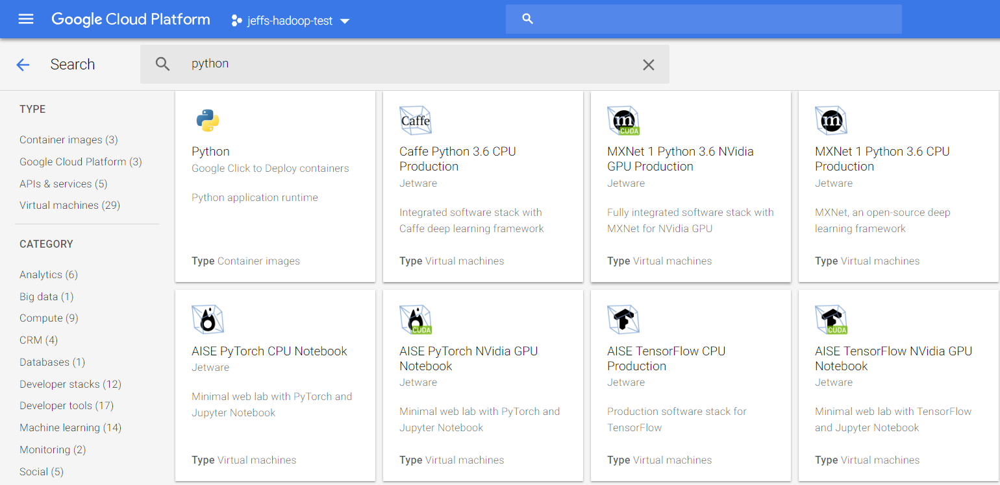 Google Cloud Platform
jeffs-hadoop-test
Search
python
TYPE
Container images (3)
Google Cloud Platform (3)
APIs & services (5)
Virtual machines (29)
CATEGORY
Analytics (6)
Big data (1)
Compute (9)
CRM (4)
Databases (1)
Developer stacks (12)
Developer tools (17)
Machine learning (14)
Monitoring (2)
Social (5)
Python
Google Click to Deploy containers
Python application runtime
Type Container images
Caffe
Caffe Python 3.6 CPU
Production
Jetware
Integrated software stack with
Caffe deep learning framework
Type Virtual machines
m
CUDA
MXNet 1 Python 3.6 NVidia
GPU Production
Jetware
Fully integrated software stack with
MXNet for NVidia GPU
Type Virtual machines
m
MXNet 1 Python 3.6 CPU
Production
Jetware
MXNet, an open-source deep
learning framework
Type Virtual machines
AISE PyTorch CPU Notebook
Jetware
Minimal web lab with PyTorch and
Jupyter Notebook
Type Virtual machines
CUDA
AISE PyTorch NVidia GPU
Notebook
Jetware
Minimal web lab with PyTorch and
Jupyter Notebook
Type Virtual machines
AISE TensorFlow CPU
Production
Jetware
Production software stack for
TensorFlow
Type Virtual machines
CUDA
AISE TensorFlow NVidia GPU
Notebook
Jetware
Minimal web lab with TensorFlow
and Jupyter Notebook
Type Virtual machines